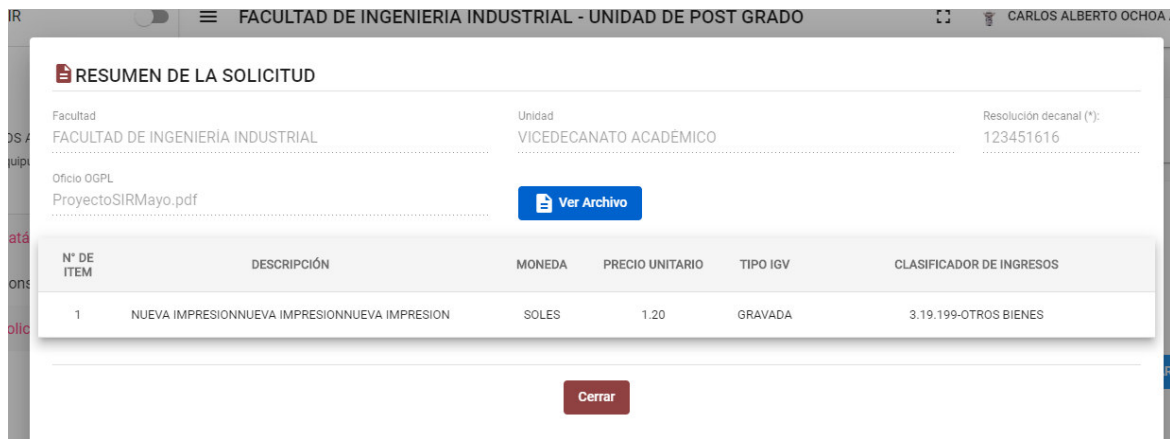 IR
FACULTAD DE INGENIERIA INDUSTRIAL - UNIDAD DE POST GRADO
CARLOS ALBERTO OCHOA
RESUMEN DE LA SOLICITUD
Facultad
Unidad
Resolución decanal (*):
FACULTAD DE INGENIERÍA INDUSTRIAL
VICEDECANATO ACADÉMICO
123451616
Oficio OGPL
ProyectoSIRMayo.pdf
Ver Archivo
N° DE ITEM
DESCRIPCIÓN
MONEDA
PRECIO UNITARIO
TIPO IGV
CLASIFICADOR DE INGRESOS
1
NUEVA IMPRESIONNUEVA IMPRESIONNUEVA IMPRESION
SOLES
1.20
GRAVADA
3.19.199-OTROS BIENES
Cerrar